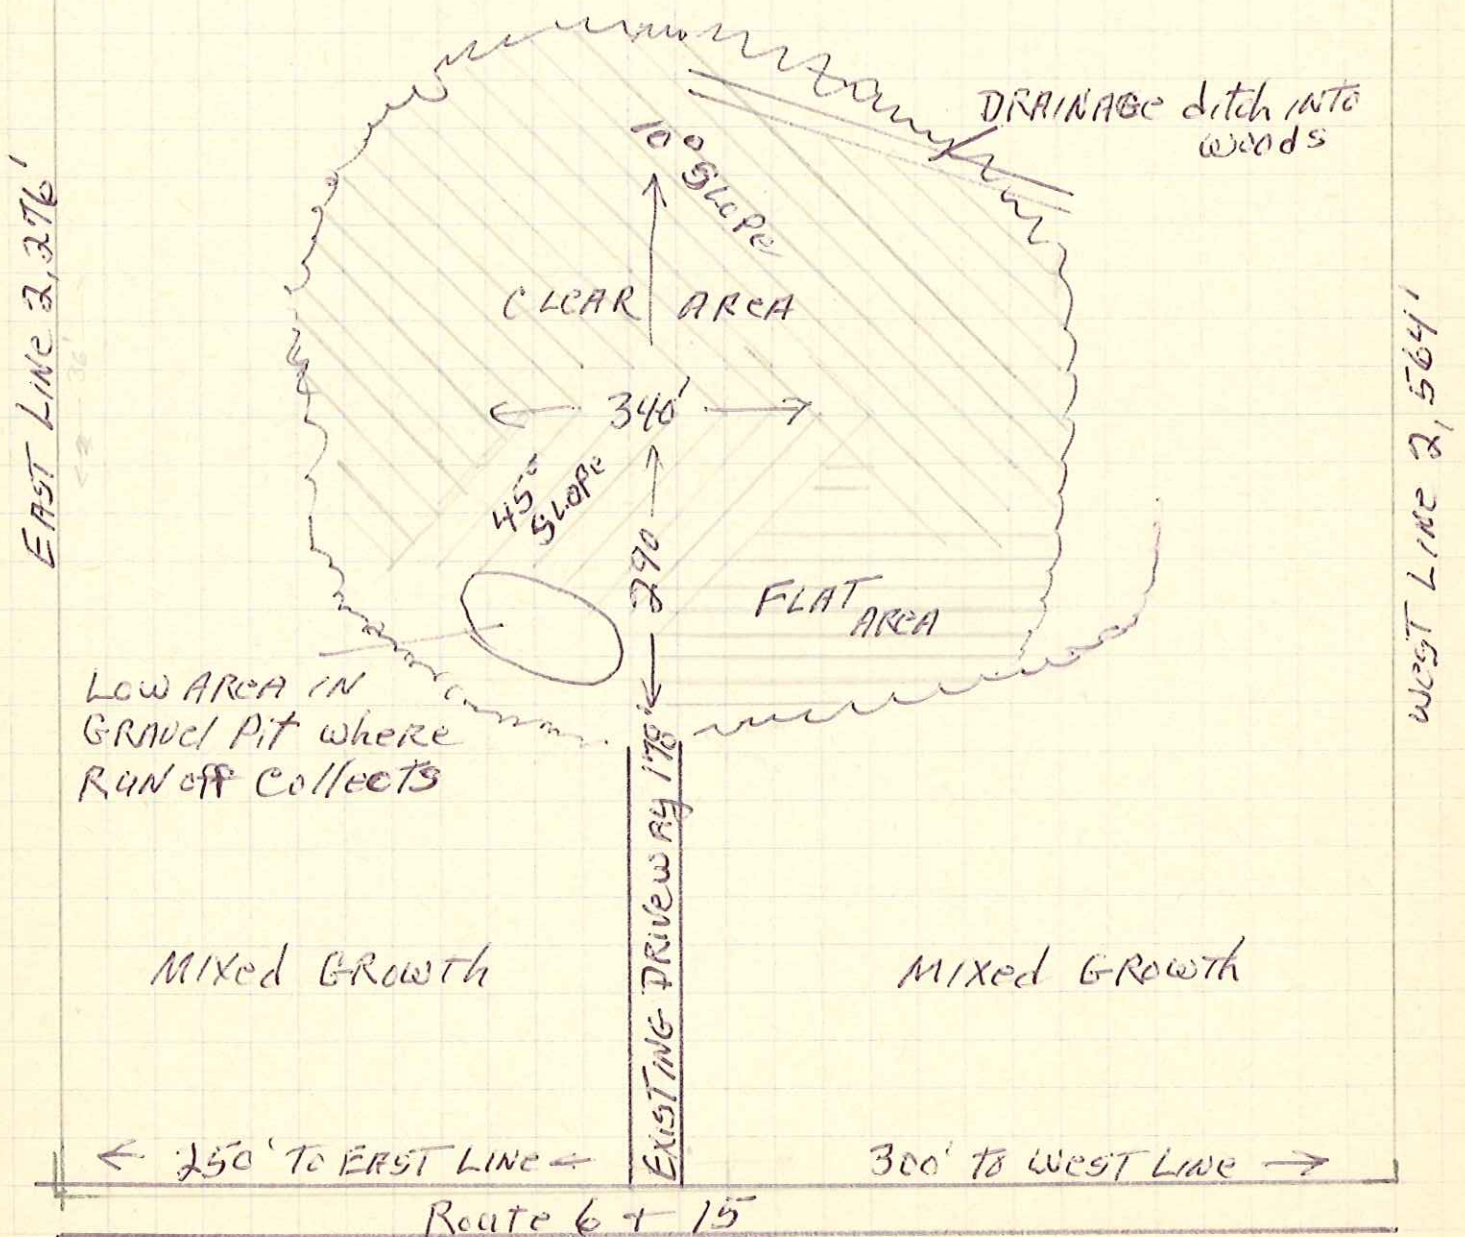 DRAINAGE ditch INTO
woods
10° SLOPE
EAST LINE 2,276'
CLEAR AREA
WEST LINE 2,564'
340'
45°
SLOPE
290
FLAT
AREA
LOW AREA IN
GRAVEL Pit where
RUN off Collects
EXISTING DRIVEWAY 178'
MIXed GROWTH
MIXed GROWTH
250' TO EAST LINE
300' TO WEST LINE
Route 6 + 15